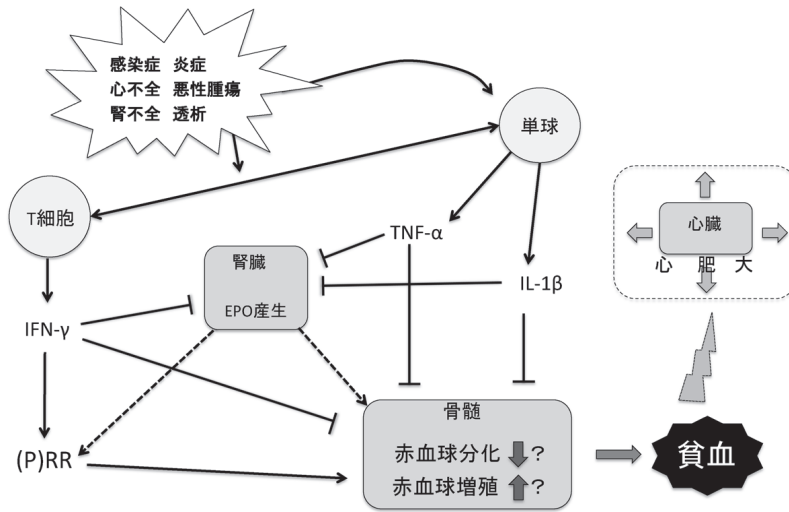 感染症 炎症
心不全 悪性腫瘍
腎不全 透析
単球
T細胞
TNF-α
心臓
心 肥 大
腎臓
EPO産生
IL-1β
IFN-γ
(P)RR
骨髄
赤血球分化 ?
赤血球増殖 ?
貧血